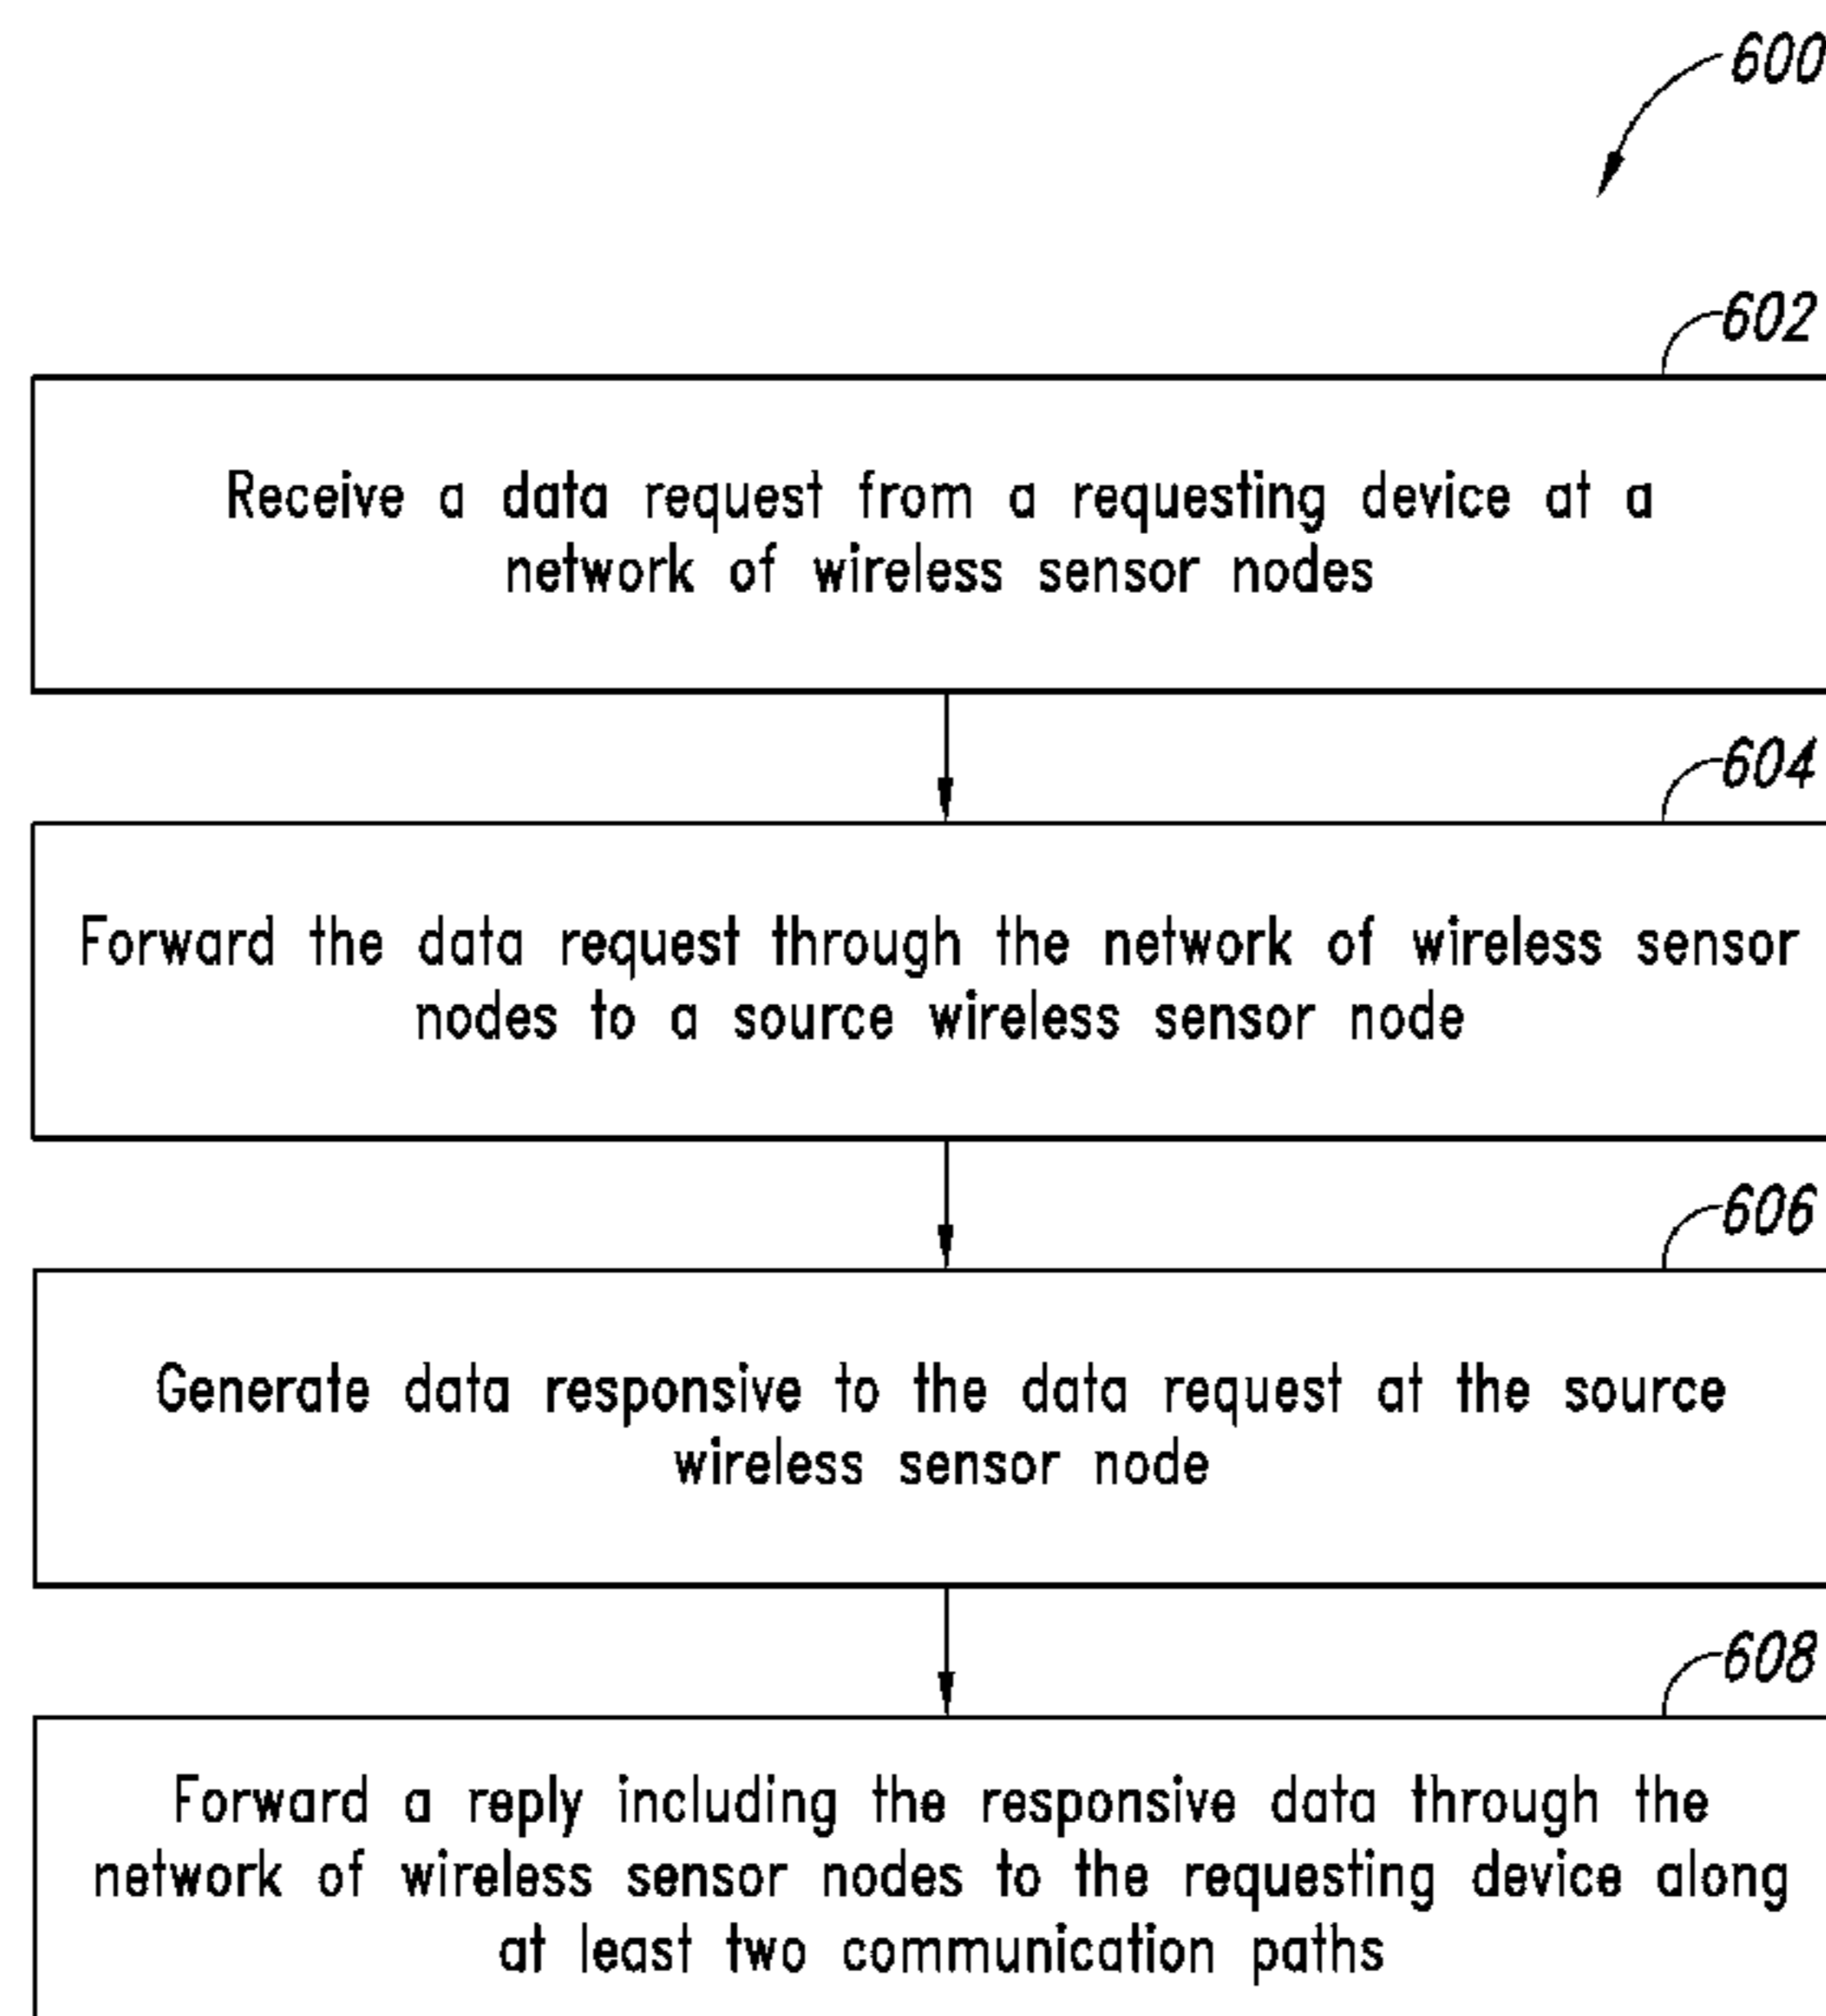 600
602
Receive a data request from a requesting device at a
network of wireless sensor nodes
604
Forward the data request through the network of wireless sensor
nodes to a source wireless sensor node
606
Generate data responsive to the data request at the source
wireless sensor node
608
Forward a reply including the responsive data through the
network of wireless sensor nodes to the requesting device along
at least two communication paths